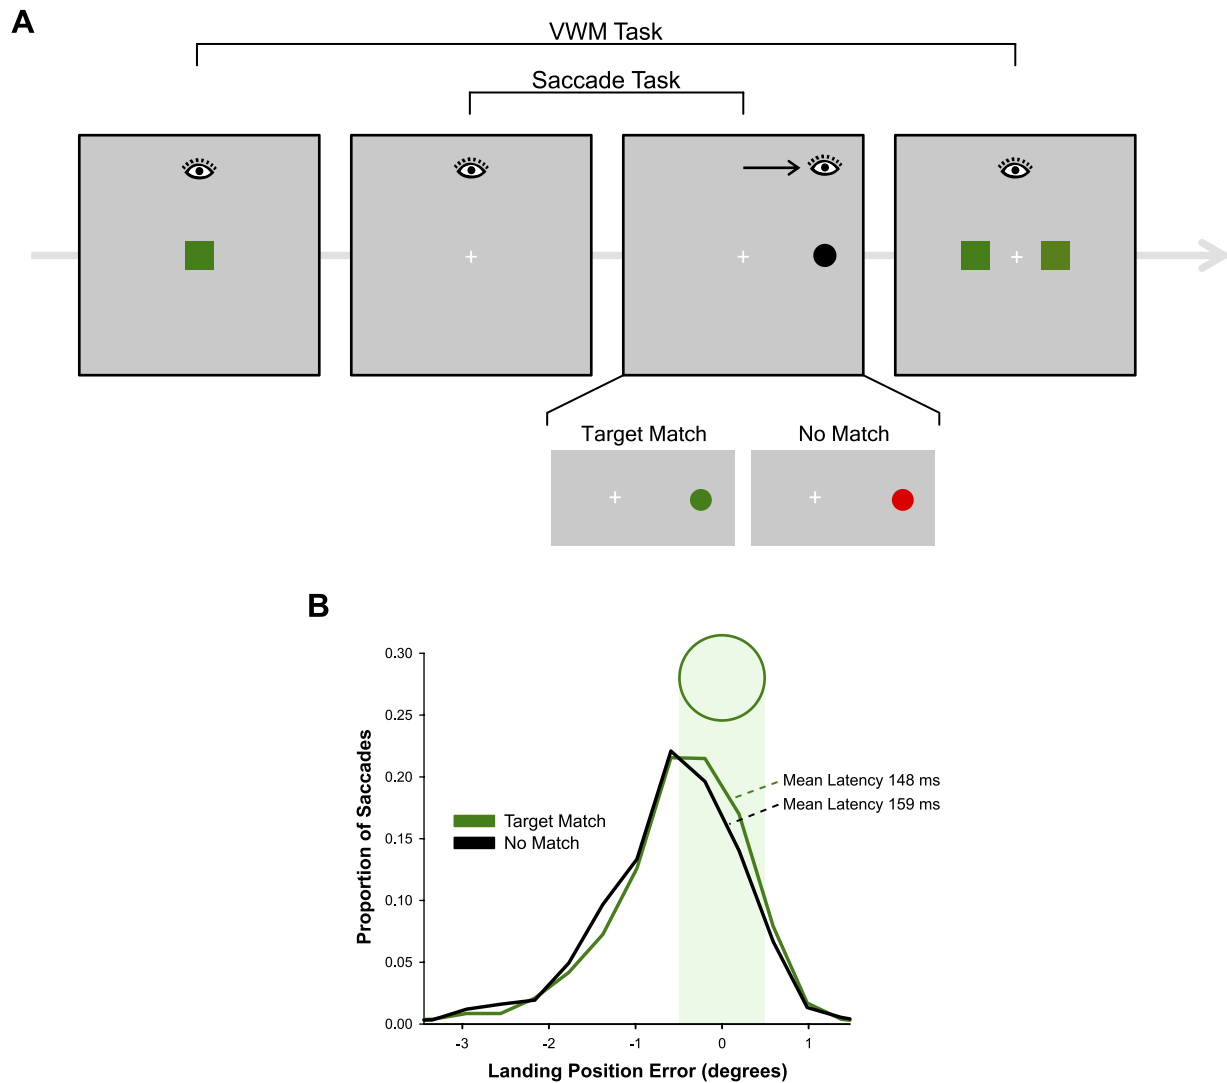 A
VWM Task
Saccade Task
Target Match
No Match
B
0.30
0.25
0.20
0.15
0.10
0.05
0.00
Proportion of Saccades
Mean Latency 148 ms
Mean Latency 159 ms
Target Match
No Match
-3
-2
-1
0
1
Landing Position Error (degrees)